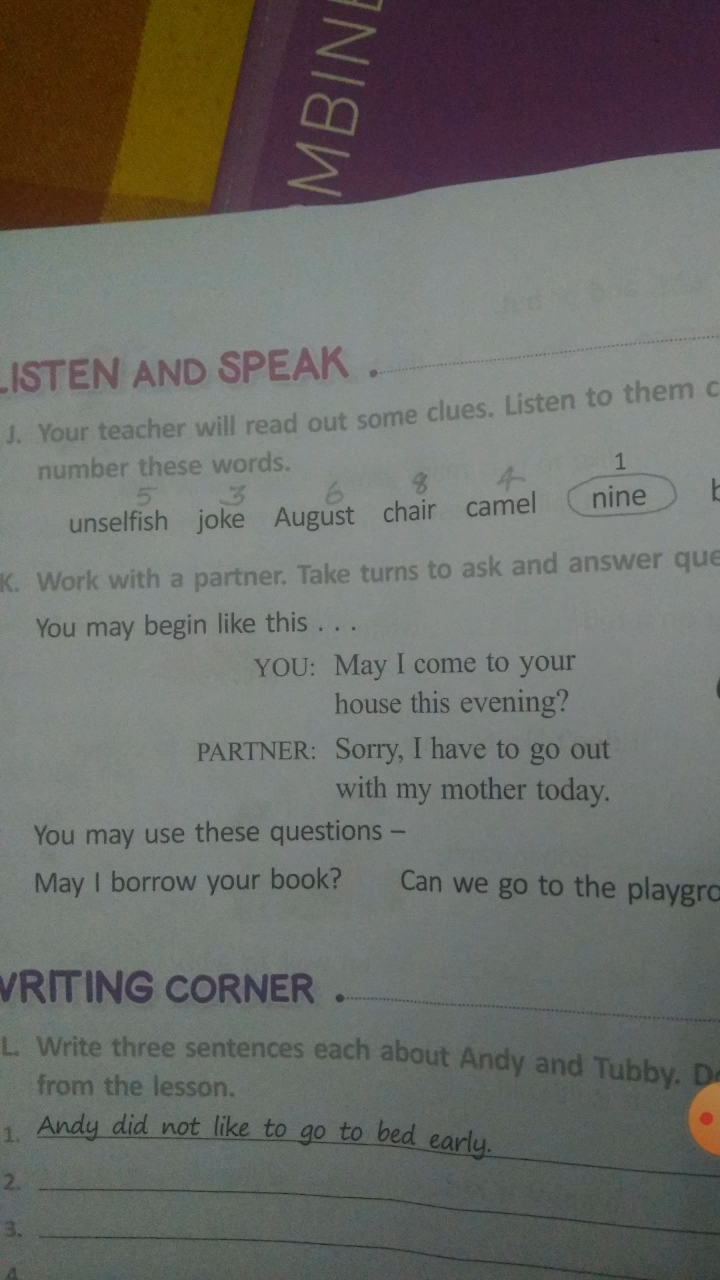 MBINE
LISTEN AND SPEAK
J. Your teacher will read out some clues. Listen to them c
number these words.
5 3 6 8 4 1
unselfish joke August chair camel nine b
K. Work with a partner. Take turns to ask and answer que
You may begin like this . . .
YOU: May I come to your
house this evening?
PARTNER: Sorry, I have to go out
with my mother today.
You may use these questions –
May I borrow your book? Can we go to the playgro
WRITING CORNER
L. Write three sentences each about Andy and Tubby. Do
from the lesson.
1. Andy did not like to go to bed early.
2.
3.
4